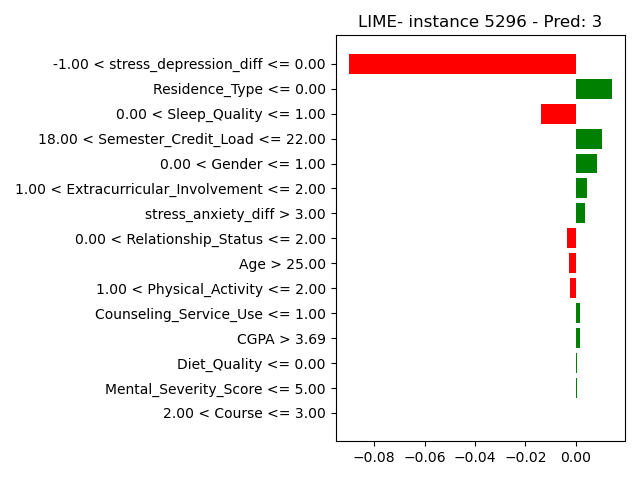 LIME- instance 5296 - Pred: 3
-1.00 < stress_depression_diff <= 0.00
Residence_Type <= 0.00
0.00 < Sleep_Quality <= 1.00
18.00 < Semester_Credit_Load <= 22.00
0.00 < Gender <= 1.00
1.00 < Extracurricular_Involvement <= 2.00
stress_anxiety_diff > 3.00
0.00 < Relationship_Status <= 2.00
Age > 25.00
1.00 < Physical_Activity <= 2.00
Counseling_Service_Use <= 1.00
CGPA > 3.69
Diet_Quality <= 0.00
Mental_Severity_Score <= 5.00
2.00 < Course <= 3.00
−0.08 −0.06 −0.04 −0.02 0.00